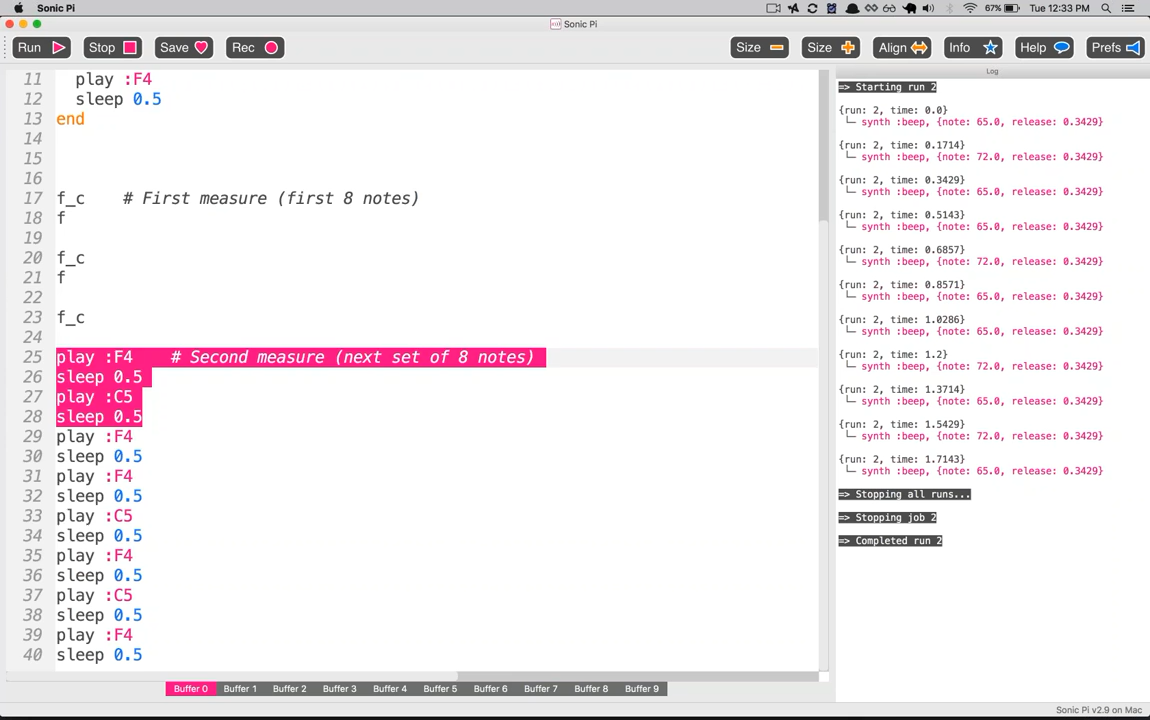 Sonic Pi
67%
Tue 12:33 PM
Sonic Pi
Run
Stop
Save
Rec
Size
Size
Align
Info
Help
Prefs
11 play :F4
12 sleep 0.5
13 end
14
15
16
17 f_c # First measure (first 8 notes)
18 f
19
20 f_c
21 f
22
23 f_c
24
25 play :F4 # Second measure (next set of 8 notes)
26 sleep 0.5
27 play :C5
28 sleep 0.5
29 play :F4
30 sleep 0.5
31 play :F4
32 sleep 0.5
33 play :C5
34 sleep 0.5
35 play :F4
36 sleep 0.5
37 play :C5
38 sleep 0.5
39 play :F4
40 sleep 0.5
Log
=> Starting run 2
{run: 2, time: 0.0}
synth :beep, {note: 65.0, release: 0.3429}
{run: 2, time: 0.1714}
synth :beep, {note: 72.0, release: 0.3429}
{run: 2, time: 0.3429}
synth :beep, {note: 65.0, release: 0.3429}
{run: 2, time: 0.5143}
synth :beep, {note: 65.0, release: 0.3429}
{run: 2, time: 0.6857}
synth :beep, {note: 72.0, release: 0.3429}
{run: 2, time: 0.8571}
synth :beep, {note: 65.0, release: 0.3429}
{run: 2, time: 1.0286}
synth :beep, {note: 65.0, release: 0.3429}
{run: 2, time: 1.2}
synth :beep, {note: 72.0, release: 0.3429}
{run: 2, time: 1.3714}
synth :beep, {note: 65.0, release: 0.3429}
{run: 2, time: 1.5429}
synth :beep, {note: 72.0, release: 0.3429}
{run: 2, time: 1.7143}
synth :beep, {note: 65.0, release: 0.3429}
=> Stopping all runs...
=> Stopping job 2
=> Completed run 2
Buffer 0
Buffer 1
Buffer 2
Buffer 3
Buffer 4
Buffer 5
Buffer 6
Buffer 7
Buffer 8
Buffer 9
Sonic Pi v2.9 on Mac